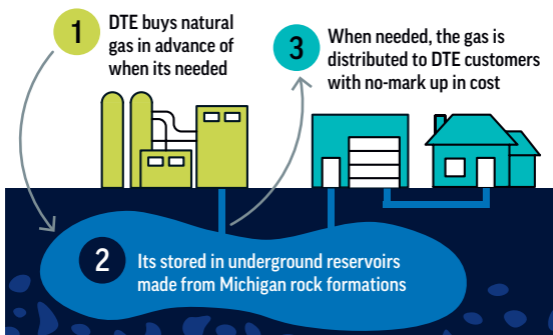 1
DTE buys natural
gas in advance of
when its needed
2
Its stored in underground reservoirs
made from Michigan rock formations
3
When needed, the gas is
distributed to DTE customers
with no-mark up in cost